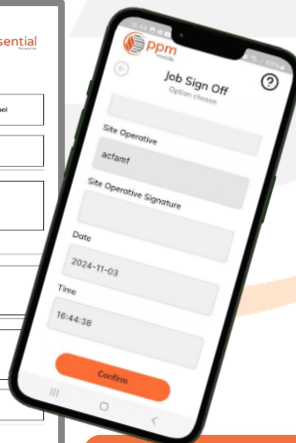 sential
ool
ppm
mobile
Job Sign Off
Option chosen
Site Operative
acfamf
Site Operative Signature
Date
2024-11-03
Time
16:44:38
Confirm